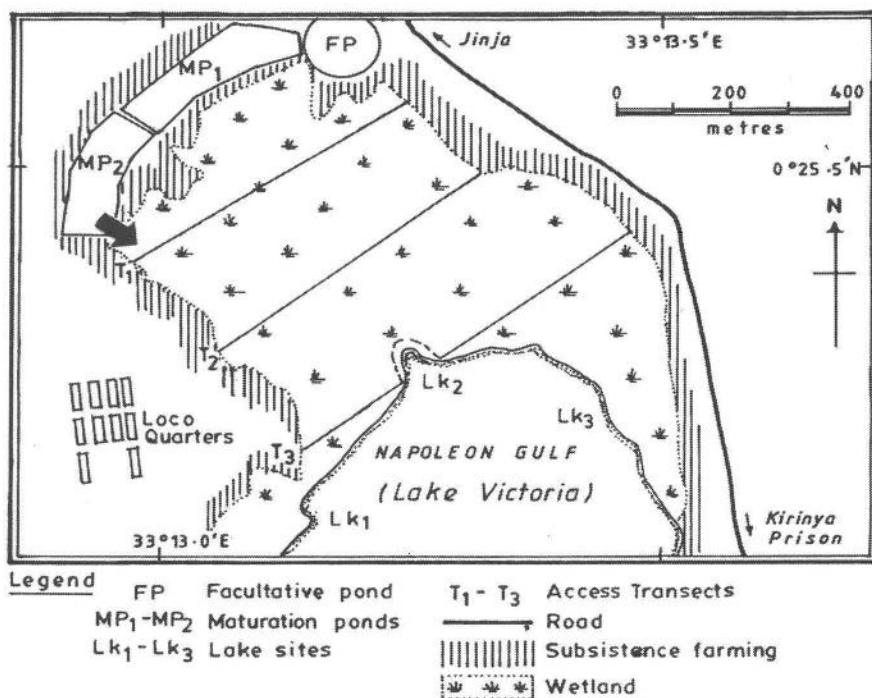 FP
Jinja
33°13·5'E
MP₁
0 200 400
metres
MP₂
0°25·5'N
N
T₁
T₂
Lk₂
Loco
Quarters
Lk₃
T₃
NAPOLEON GULF
(Lake Victoria)
Lk₁
33°13·0'E
Kirinya
Prison
Legend
FP Facultative pond
MP₁-MP₂ Maturation ponds
Lk₁-Lk₃ Lake sites
T₁-T₃ Access Transects
Road
Subsistence farming
Wetland